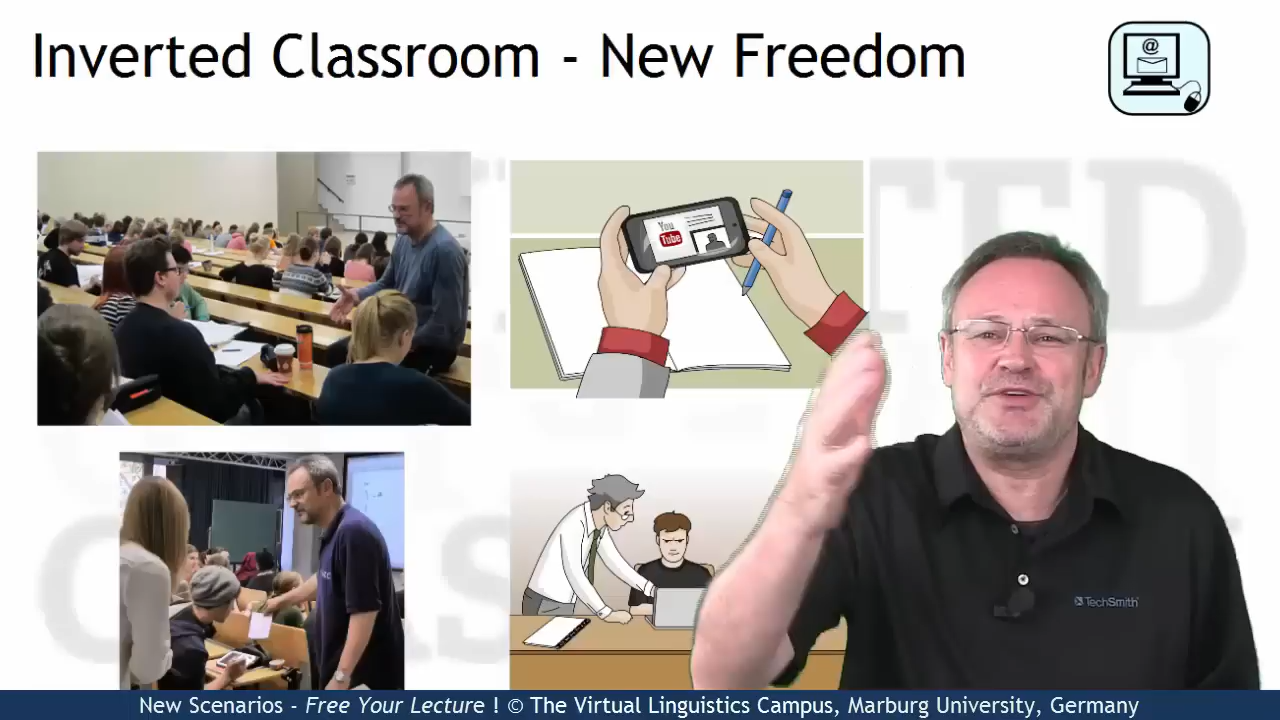 Inverted Classroom - New Freedom
@
You
Tube
TechSmith
New Scenarios - Free Your Lecture ! © The Virtual Linguistics Campus, Marburg University, Germany